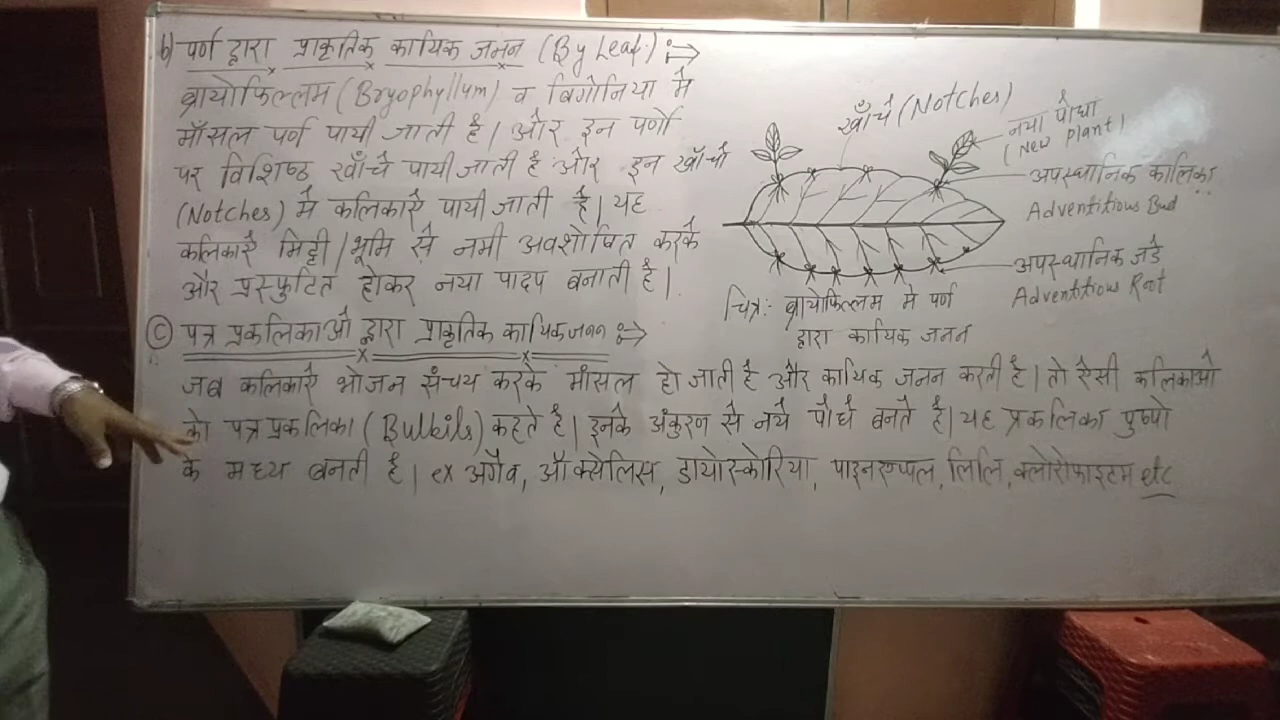 b) पर्ण द्वारा प्राकृतिक कायिक जनन (By Leaf) :→
ब्रायोफिल्लम (Bryophyllum) व विगोनिया मे
माँसल पर्ण पायी जाती है। और इन पर्णो
पर विशिष्ठ खाँचे पायी जाती है और इन खाँचो
(Notches) मे कलिकाऐ पायी जाती है। यह
कलिकाऐ मिट्टी/भूमि से नमी अवशोषित करके
और प्रस्फुटित होकर नया पादप बनाती है।
खाँचे (Notches)
नया पौधा
(New Plant)
अपस्थानिक कालिका
Adventitious Bud
अपस्थानिक जडे
Adventitious Root
चित्र:- ब्रायोफिल्लम मे पर्ण
द्वारा कायिक जनन
(C) पत्र प्रकलिकाओ द्वारा प्राकृतिक कायिक जनन :→
जब कलिकाऐ भोजन संचय करके माँसल हो जाती है और कायिक जनन करती है। तो ऐसी कलिकाओ
को पत्र प्रकलिका (Bulbils) कहते है। इनके अंकुरण से नये पौधे बनते है। यह प्रकलिका पुष्पो
के मध्य बनती है। ex अगैव, ऑक्सेलिस, डायोस्कोरिया, पाइनएप्पल, लिलि, क्लोरोफाइटम etc